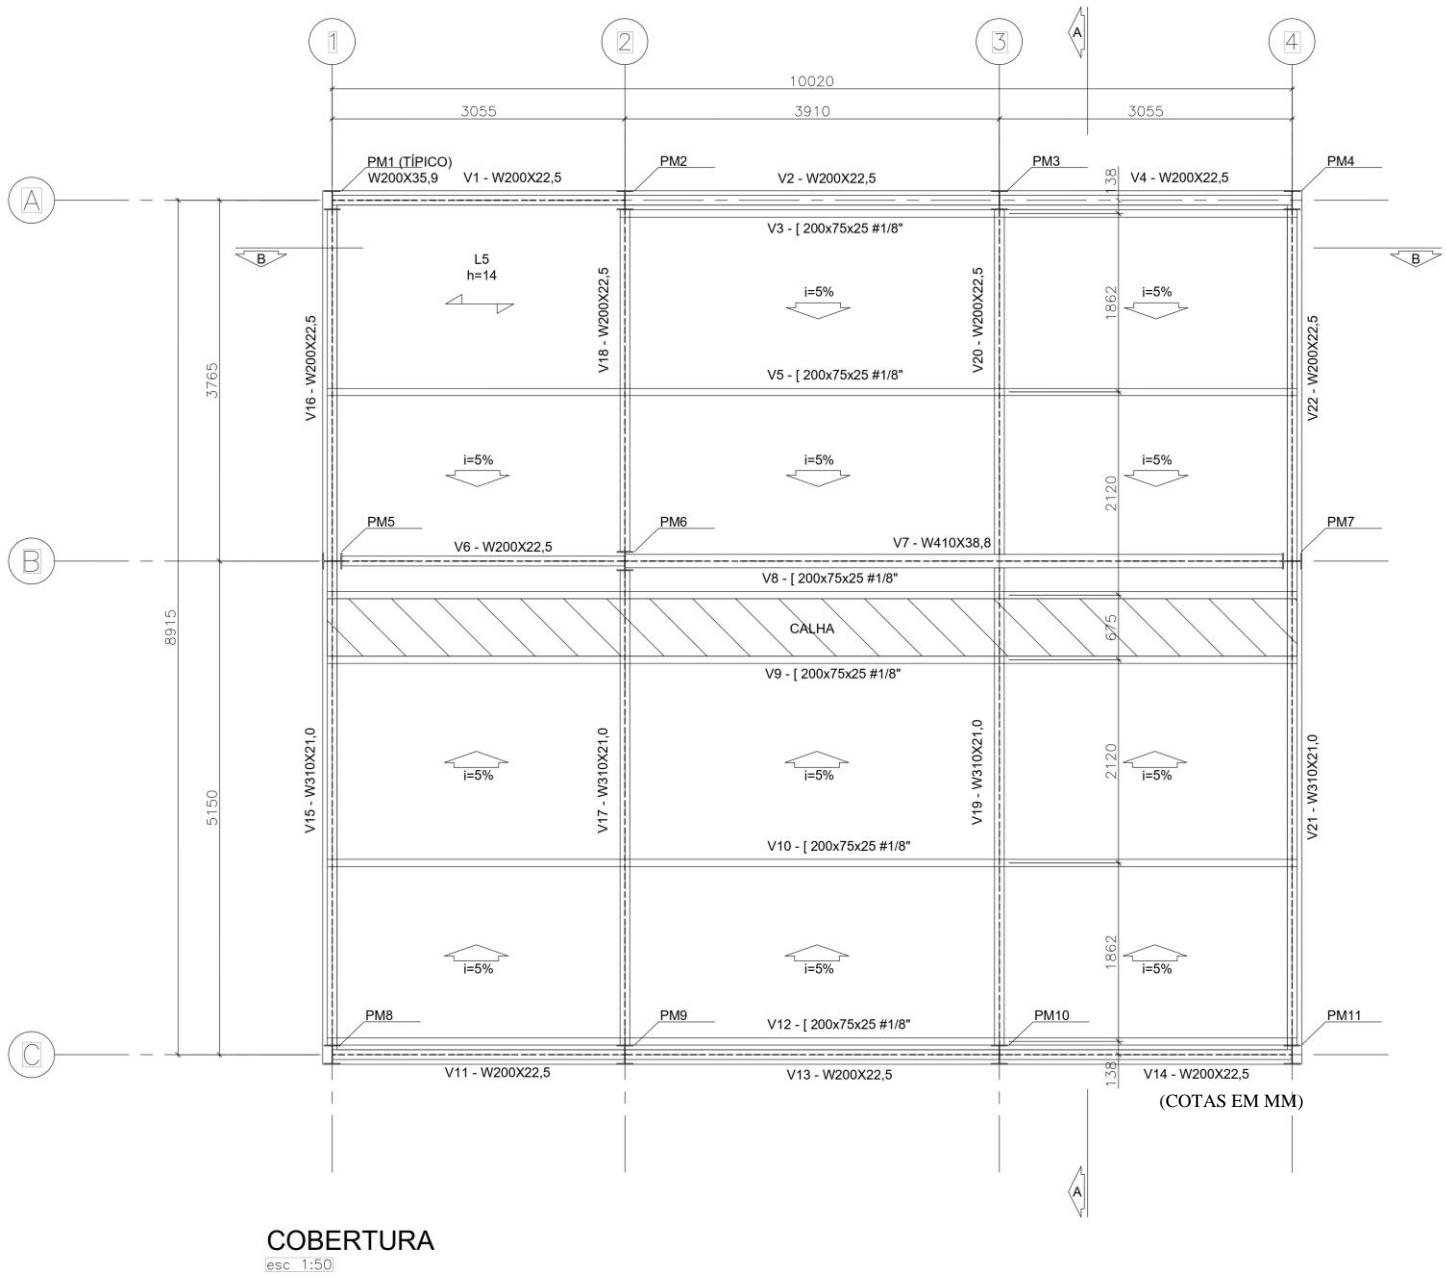 1
2
3
4
A
10020
3055
3910
3055
PM1 (TÍPICO)
W200X35,9
V1 - W200X22,5
PM2
V2 - W200X22,5
PM3
138
V4 - W200X22,5
PM4
A
V3 - [ 200x75x25 #1/8"
B
B
L5
h=14
i=5%
i=5%
1862
V16 - W200X22,5
V18 - W200X22,5
V20 - W200X22,5
V22 - W200X22,5
3765
V5 - [ 200x75x25 #1/8"
i=5%
i=5%
i=5%
2120
PM5
PM6
PM7
V6 - W200X22,5
V7 - W410X38,8
B
V8 - [ 200x75x25 #1/8"
8915
CALHA
675
V9 - [ 200x75x25 #1/8"
V15 - W310X21,0
V17 - W310X21,0
V19 - W310X21,0
V21 - W310X21,0
i=5%
i=5%
i=5%
2120
5150
V10 - [ 200x75x25 #1/8"
i=5%
i=5%
i=5%
1862
PM8
PM9
V12 - [ 200x75x25 #1/8"
PM10
PM11
C
V11 - W200X22,5
V13 - W200X22,5
138
V14 - W200X22,5
(COTAS EM MM)
A
COBERTURA
esc 1:50